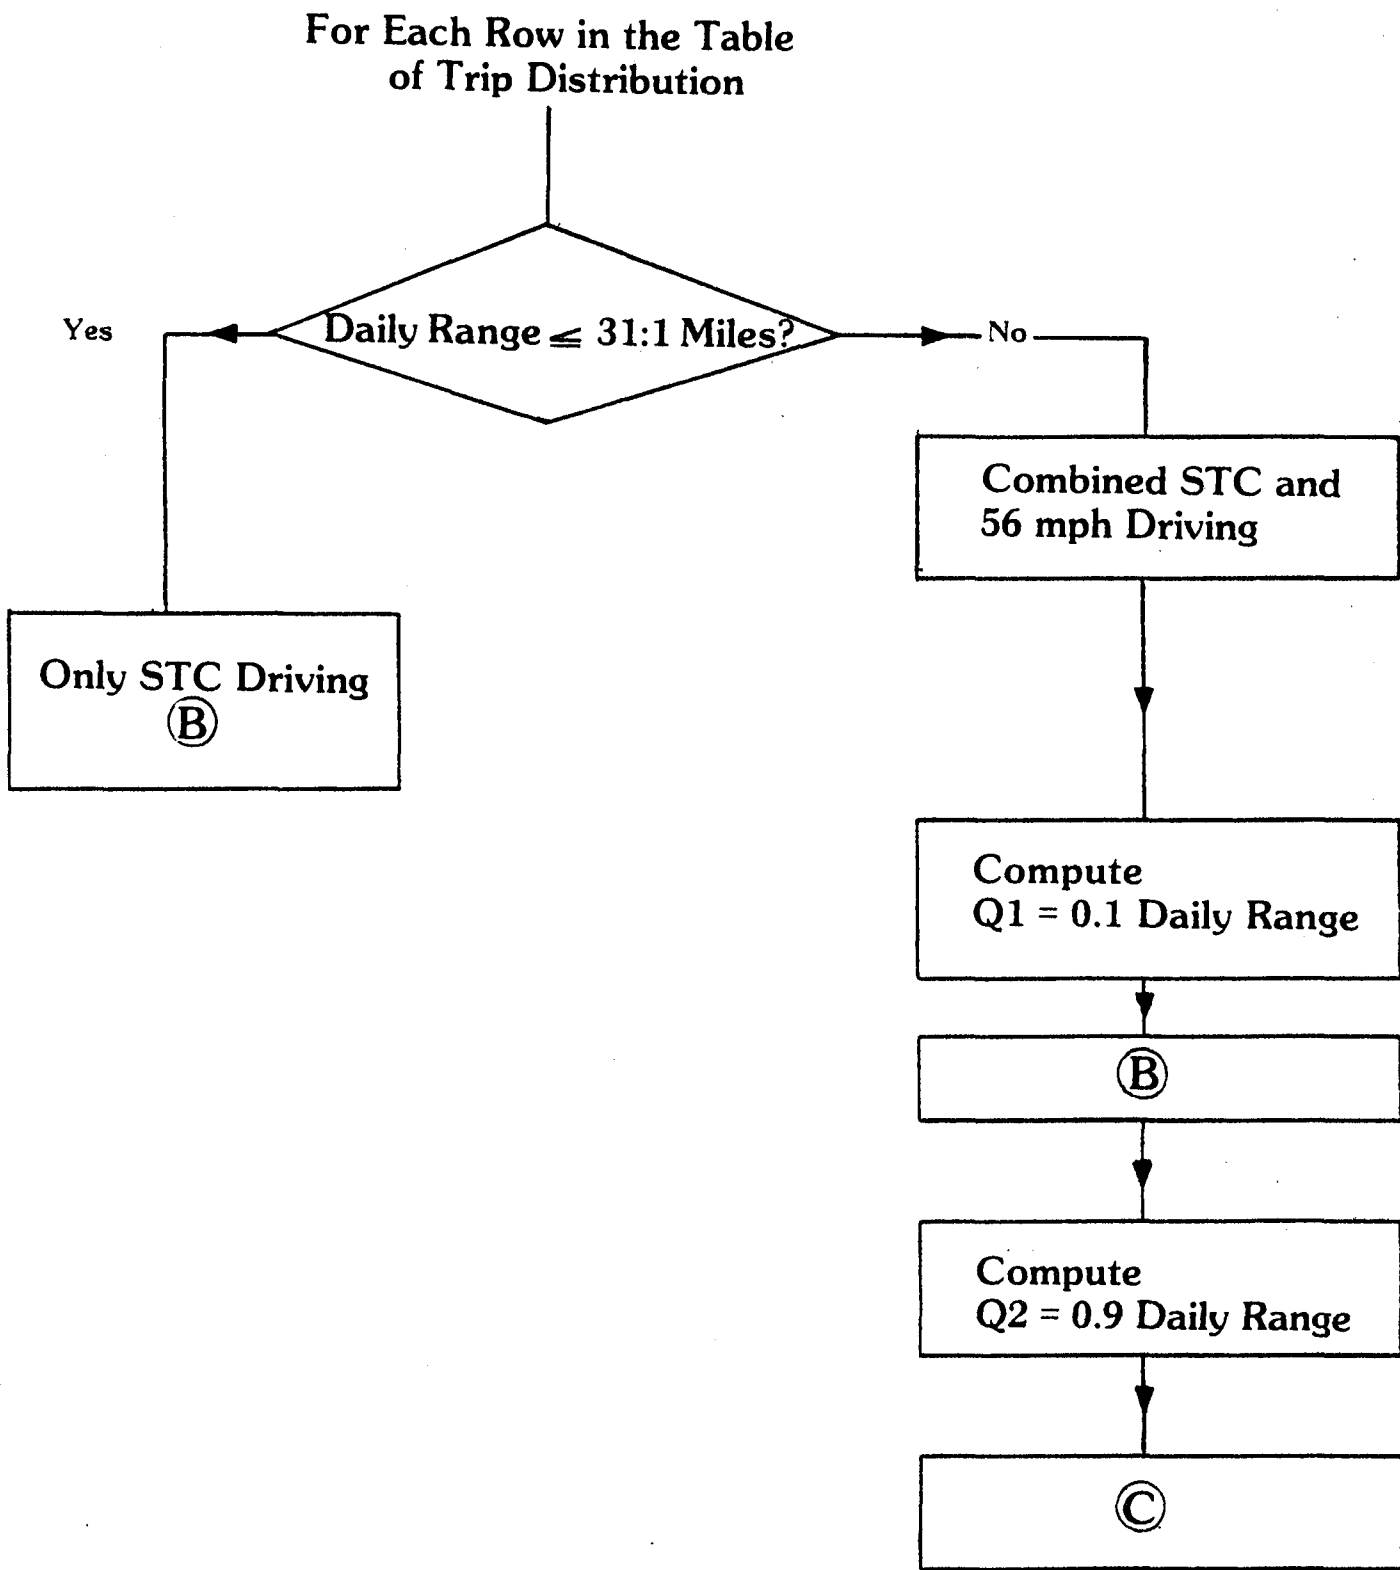 For Each Row in the Table
of Trip Distribution
Yes
Daily Range ≦ 31:1 Miles?
No
Combined STC and
56 mph Driving
Only STC Driving
Ⓑ
Compute
Q1 = 0.1 Daily Range
Ⓑ
Compute
Q2 = 0.9 Daily Range
Ⓒ